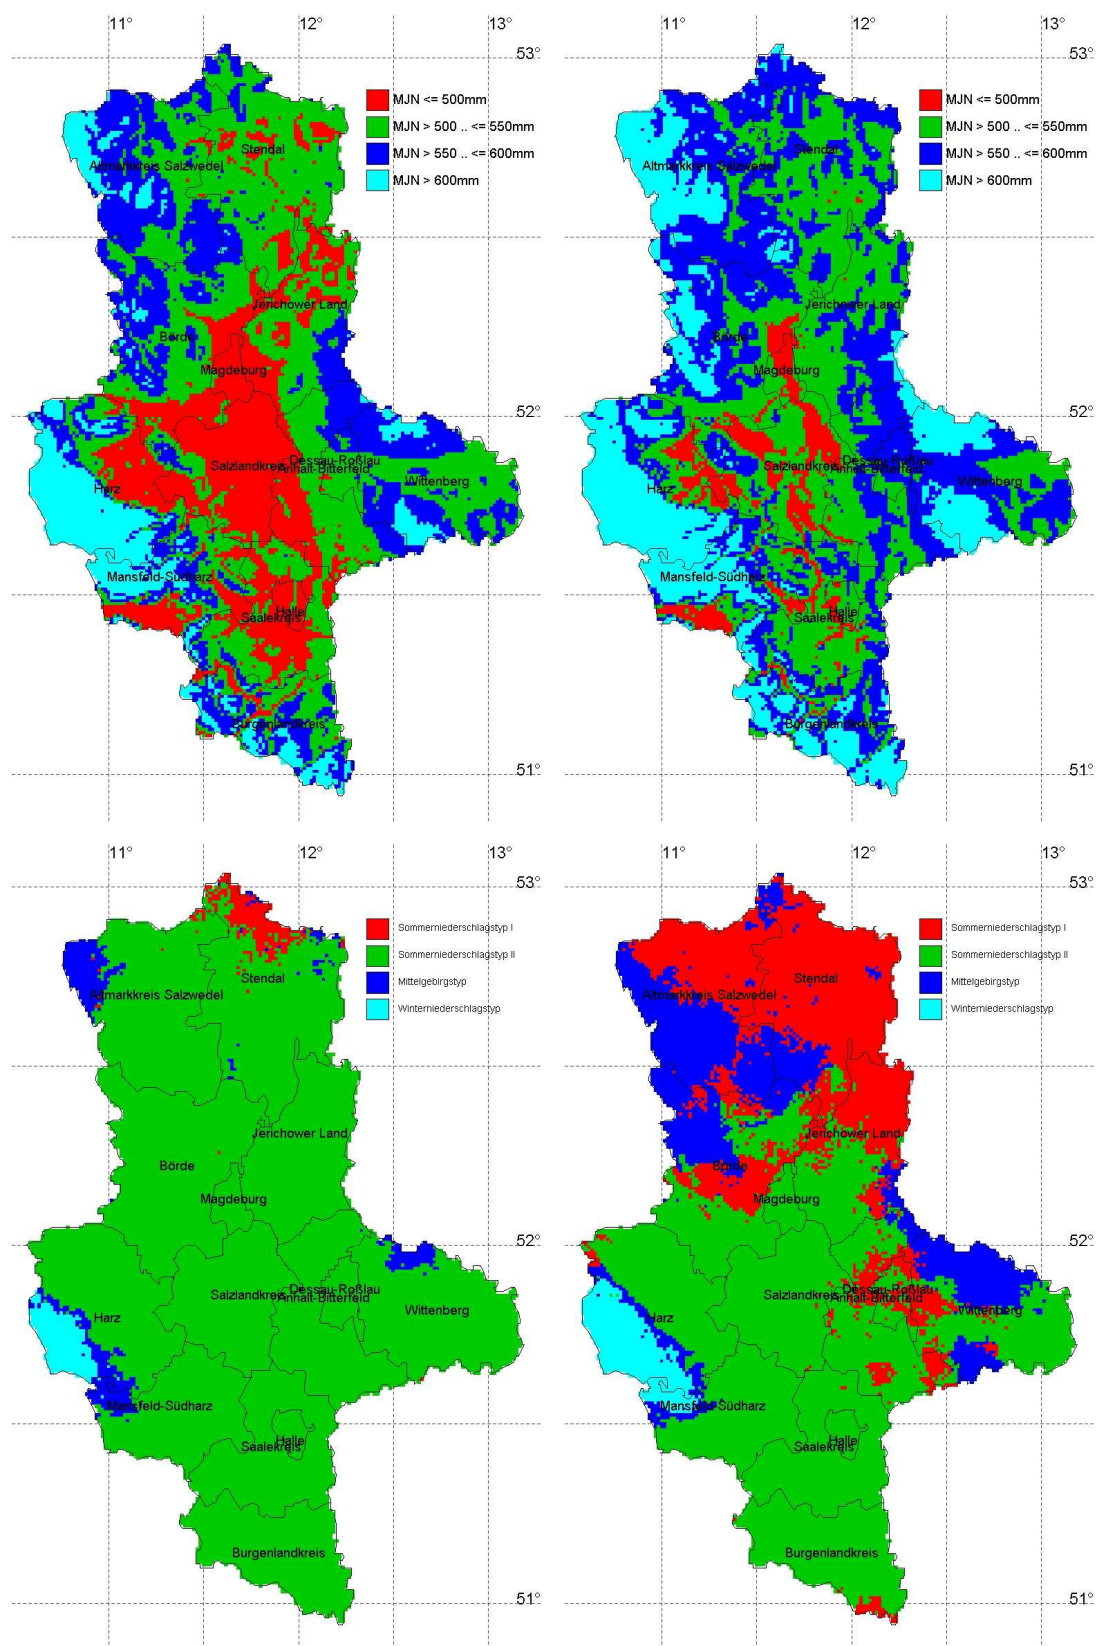 11° 12° 13°
53°
MJN <= 500mm
MJN > 500 .. <= 550mm
MJN > 550 .. <= 600mm
MJN > 600mm
Stendal
Altmarkkreis Salzwedel
Jerichower Land
Börde
Magdeburg
52°
Dessau-Roßlau
Salzlandkreis Anhalt-Bitterfeld
Wittenberg
Harz
Mansfeld-Südharz
Halle
Saalekreis
Burgenlandkreis
51°
11° 12° 13°
53°
MJN <= 500mm
MJN > 500 .. <= 550mm
MJN > 550 .. <= 600mm
MJN > 600mm
Stendal
Altmarkkreis Salzwedel
Jerichower Land
Börde
Magdeburg
52°
Dessau-Roßlau
Salzlandkreis Anhalt-Bitterfeld
Wittenberg
Harz
Mansfeld-Südharz
Halle
Saalekreis
Burgenlandkreis
51°
11° 12° 13°
53°
Sommerniederschlagstyp I
Sommerniederschlagstyp II
Mittelgebirgstyp
Winterniederschlagstyp
Stendal
Altmarkkreis Salzwedel
Jerichower Land
Börde
Magdeburg
52°
Dessau-Roßlau
Salzlandkreis Anhalt-Bitterfeld
Wittenberg
Harz
Mansfeld-Südharz
Halle
Saalekreis
Burgenlandkreis
51°
11° 12° 13°
53°
Sommerniederschlagstyp I
Sommerniederschlagstyp II
Mittelgebirgstyp
Winterniederschlagstyp
Stendal
Altmarkkreis Salzwedel
Jerichower Land
Börde
Magdeburg
52°
Dessau-Roßlau
Salzlandkreis Anhalt-Bitterfeld
Wittenberg
Harz
Mansfeld-Südharz
Halle
Saalekreis
Burgenlandkreis
51°